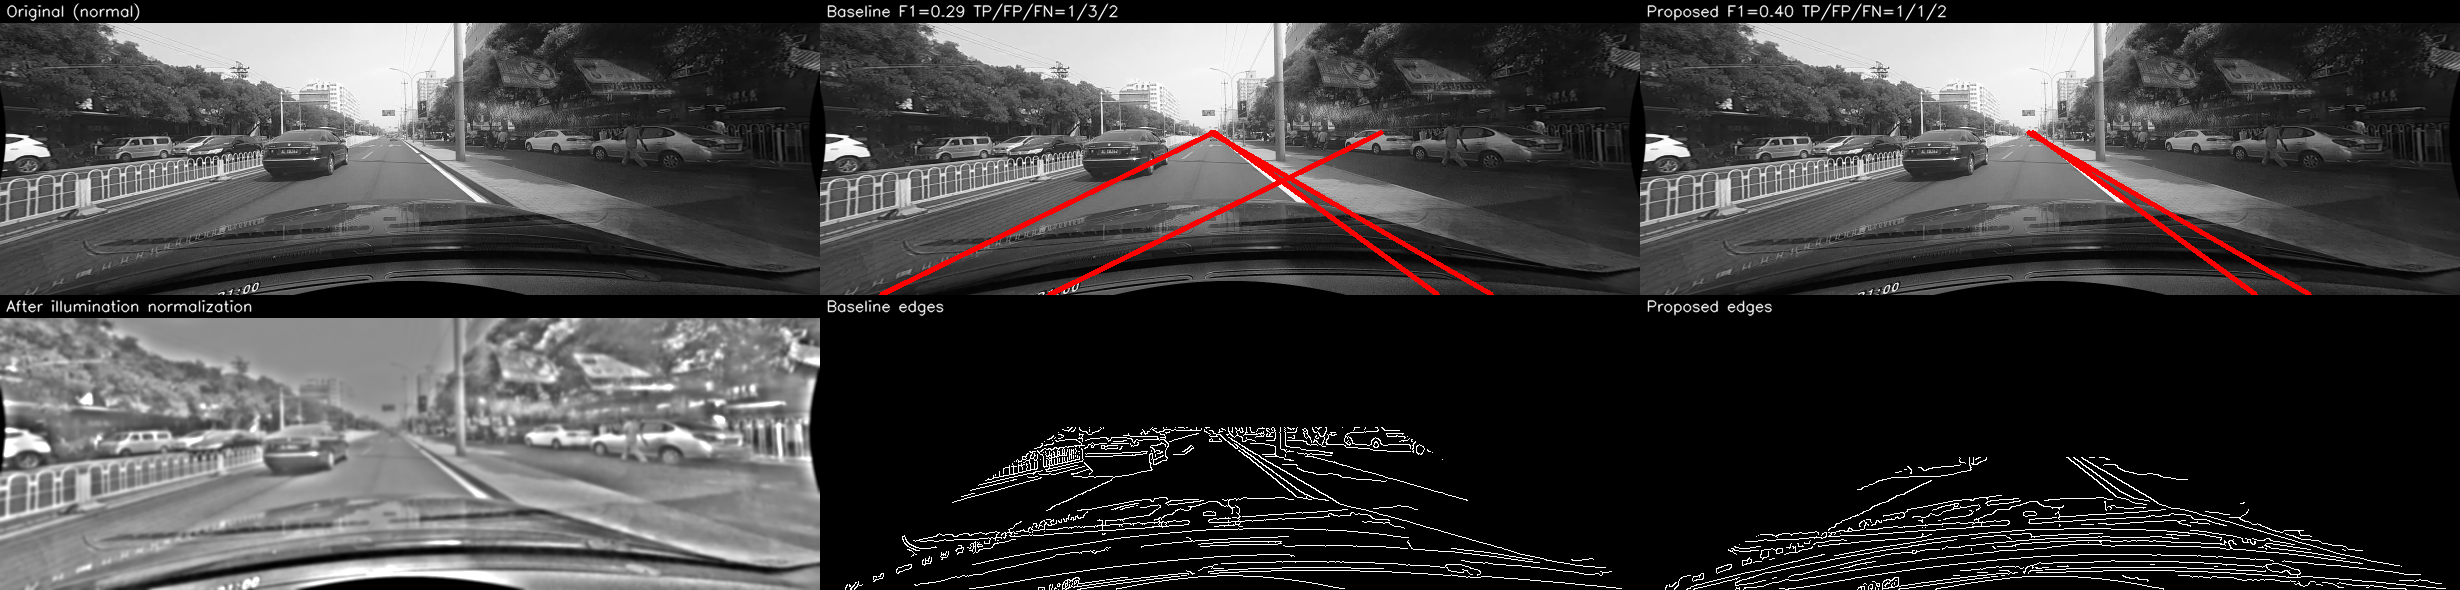 Original (normal)
Baseline F1=0.29 TP/FP/FN=1/3/2
Proposed F1=0.40 TP/FP/FN=1/1/2
After illumination normalization
Baseline edges
Proposed edges